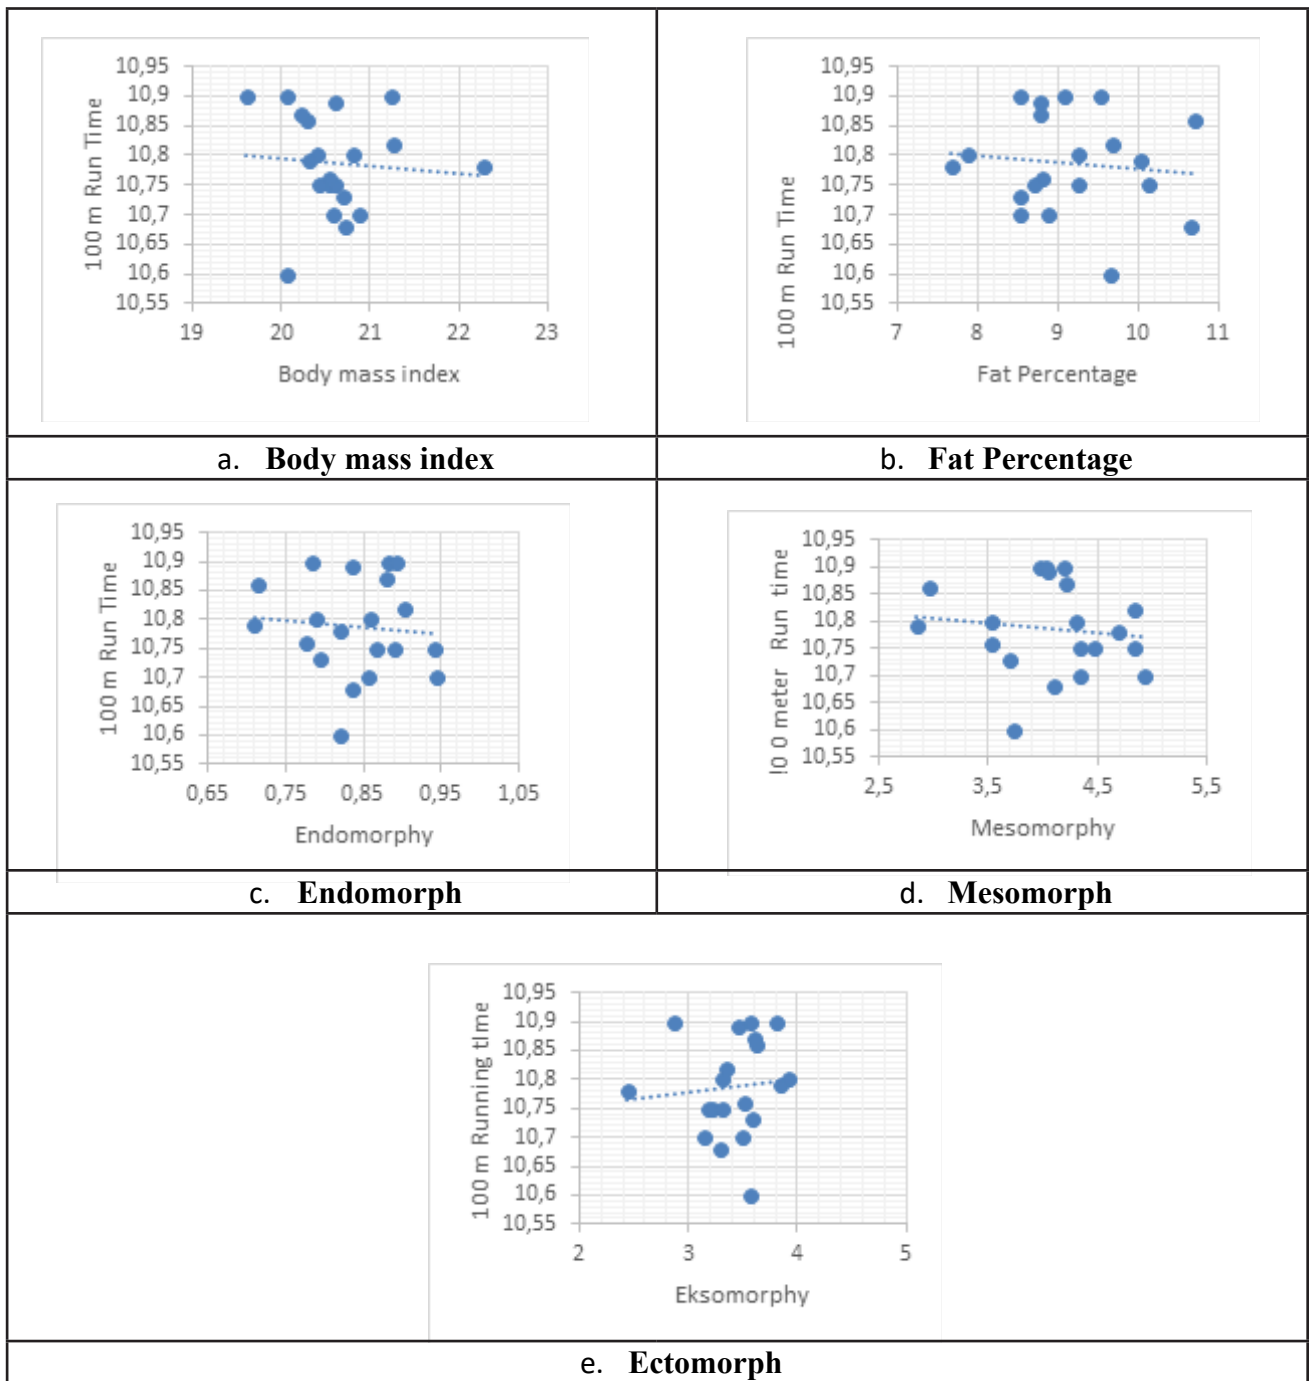 10,95
10,9
10,85
10,8
10,75
10,7
10,65
10,6
10,55
100 m Run Time
19 20 21 22 23
Body mass index
10,95
10,9
10,85
10,8
10,75
10,7
10,65
10,6
10,55
100 m Run Time
7 8 9 10 11
Fat Percentage
a. Body mass index
b. Fat Percentage
10,95
10,9
10,85
10,8
10,75
10,7
10,65
10,6
10,55
100 m Run Time
0,65 0,75 0,85 0,95 1,05
Endomorphy
10,95
10,9
10,85
10,8
10,75
10,7
10,65
10,6
10,55
!0 0 meter Run time
2,5 3,5 4,5 5,5
Mesomorphy
c. Endomorph
d. Mesomorph
10,95
10,9
10,85
10,8
10,75
10,7
10,65
10,6
10,55
100 m Running tIme
2 3 4 5
Eksomorphy
e. Ectomorph